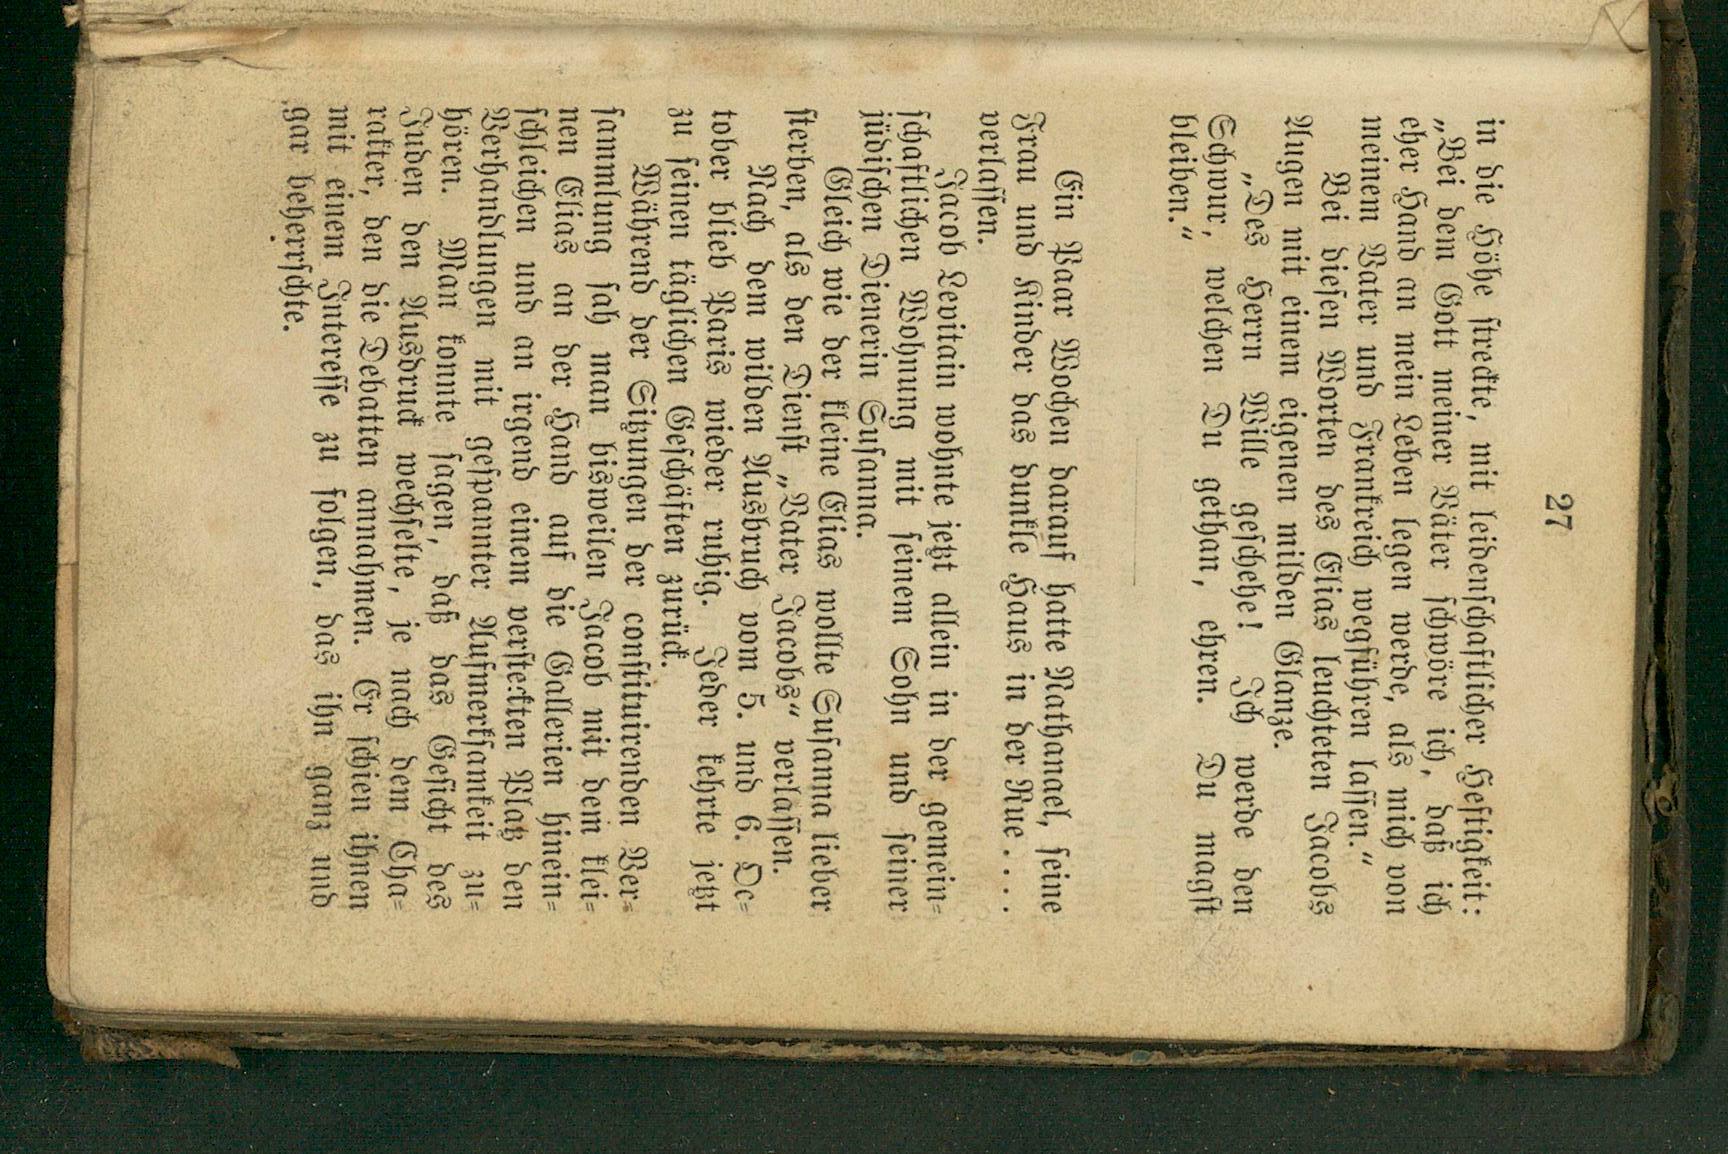 27
in die Höhe ſtreckte, mit leidenſchaftlicher Heftigkeit:
„Bei dem Gott meiner Väter ſchwöre ich, daß ich
eher Hand an mein Leben legen werde, als mich von
meinem Vater und Frankreich wegführen laſſen.“
Bei dieſen Worten des Elias leuchteten Jacobs
Augen mit einem eigenen milden Glanze.
„Des Herrn Wille geſchehe! Ich werde den
Schwur, welchen Du gethan, ehren. Du magſt
bleiben.“
Ein Paar Wochen darauf hatte Nathanael, ſeine
Frau und Kinder das dunkle Haus in der Rue . . . .
verlaſſen.
Jacob Levitain wohnte jetzt allein in der gemein=
ſchaftlichen Wohnung mit ſeinem Sohn und ſeiner
jüdiſchen Dienerin Suſanna.
Gleich wie der kleine Elias wollte Suſanna lieber
ſterben, als den Dienſt „Vater Jacobs“ verlaſſen.
Nach dem wilden Ausbruch vom 5. und 6. Oc=
tober blieb Paris wieder ruhig. Jeder kehrte jetzt
zu ſeinen täglichen Geſchäften zurück.
Während der Sitzungen der conſtituirenden Ver=
ſammlung ſah man bisweilen Jacob mit dem klei=
nen Elias an der Hand auf die Gallerien hinein=
ſchleichen und an irgend einem verſteckten Platz den
Verhandlungen mit geſpannter Aufmerkſamkeit zu=
hören. Man konnte ſagen, daß das Geſicht des
Juden den Ausdruck wechſelte, je nach dem Cha=
rakter, den die Debatten annahmen. Er ſchien ihnen
mit einem Intereſſe zu folgen, das ihn ganz und
gar beherrſchte.